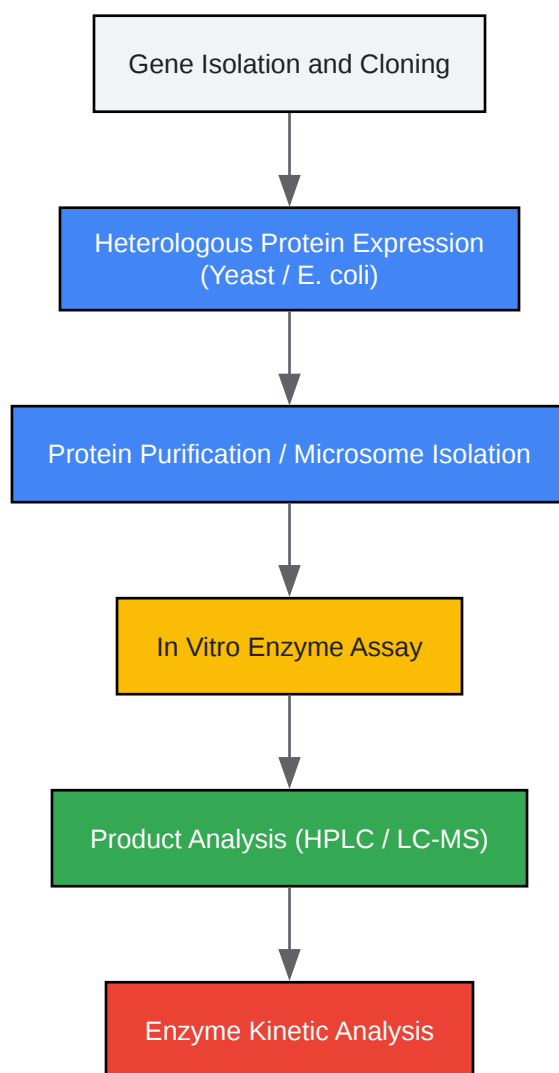 Gene Isolation and Cloning
Heterologous Protein Expression
(Yeast / E. coli)
Protein Purification / Microsome Isolation
In Vitro Enzyme Assay
Product Analysis (HPLC / LC-MS)
Enzyme Kinetic Analysis